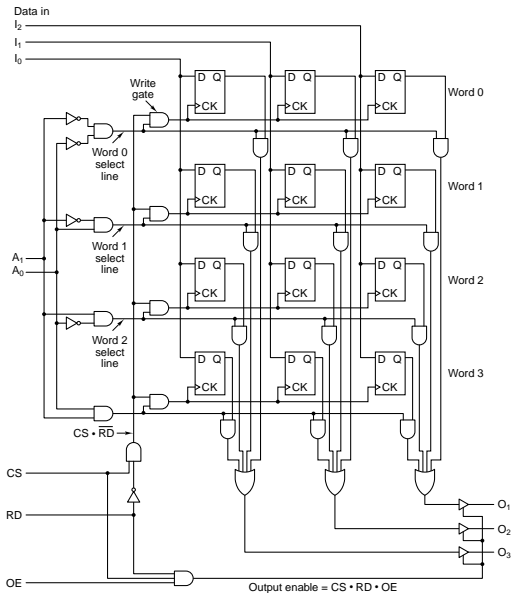 Data in
I₂
I₁
I₀
Write
gate
D Q
CK
D Q
CK
D Q
CK
Word 0
Word 0
select
line
D Q
CK
D Q
CK
D Q
CK
Word 1
Word 1
select
line
A₁
A₀
D Q
CK
D Q
CK
D Q
CK
Word 2
Word 2
select
line
D Q
CK
D Q
CK
D Q
CK
Word 3
CS • R̅D̅
CS
RD
OE
O₁
O₂
O₃
Output enable = CS • RD • OE